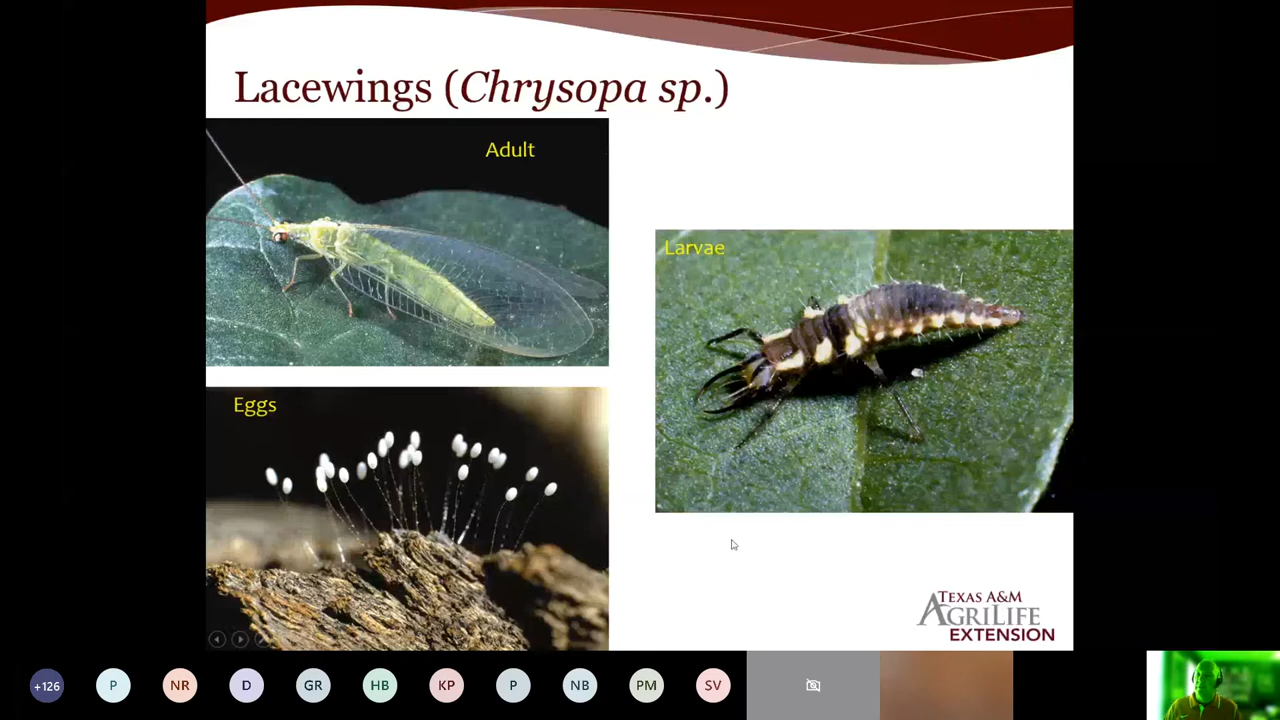 Lacewings (Chrysopa sp.)
Adult
Larvae
Eggs
TEXAS A&M
AGRILIFE
EXTENSION
+126
P
NR
D
GR
HB
KP
P
NB
PM
SV